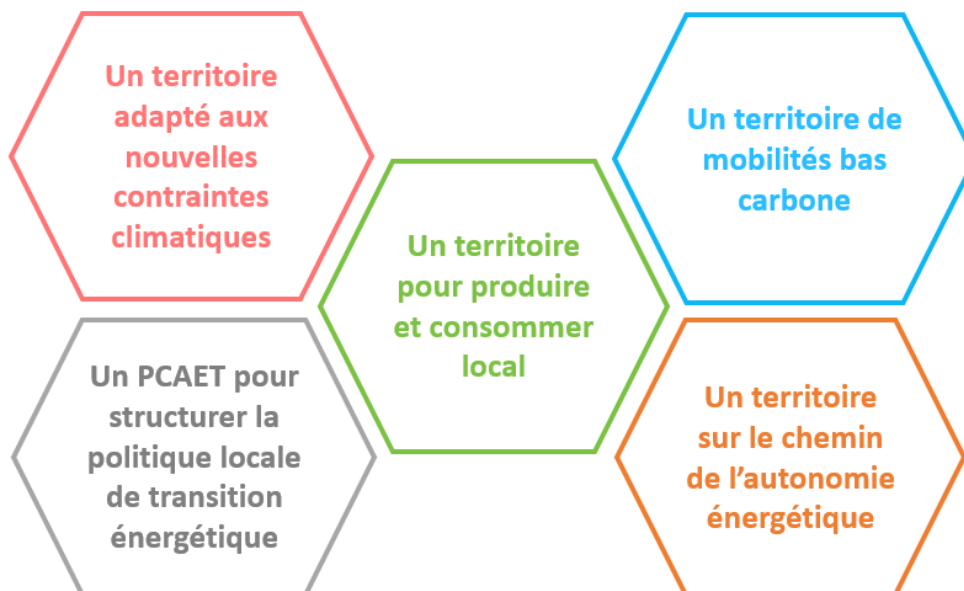 Un territoire
adapté aux
nouvelles
contraintes
climatiques
Un territoire de
mobilités bas
carbone
Un territoire
pour produire
et consommer
local
Un PCAET pour
structurer la
politique locale
de transition
énergétique
Un territoire
sur le chemin
de l’autonomie
énergétique